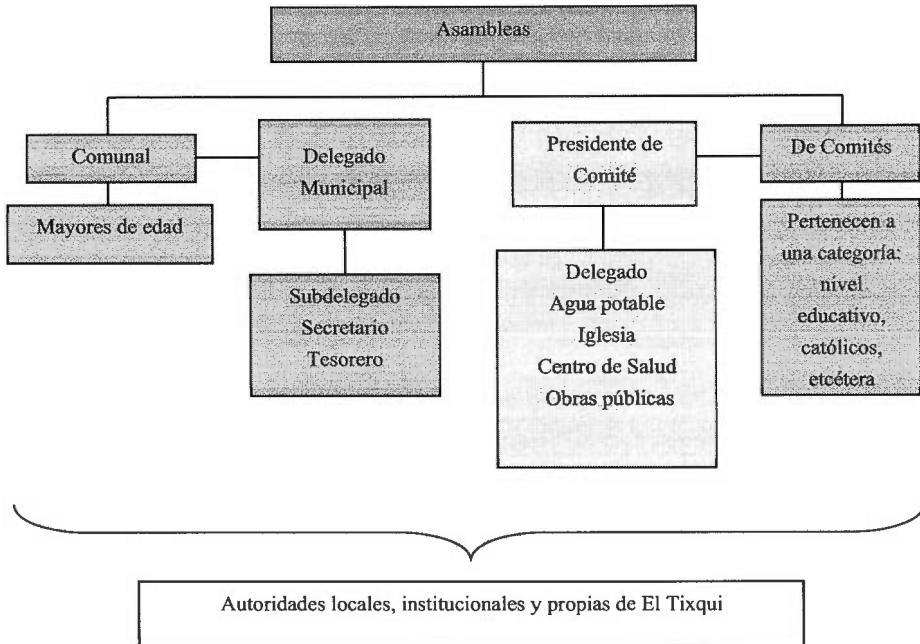 Asambleas
Comunal
Delegado
Municipal
Presidente de
Comité
De Comités
Mayores de edad
Subdelegado
Secretario
Tesorero
Delegado
Agua potable
Iglesia
Centro de Salud
Obras públicas
Pertenecen a
una categoría:
nivel
educativo,
católicos,
etcétera
Autoridades locales, institucionales y propias de El Tixqui